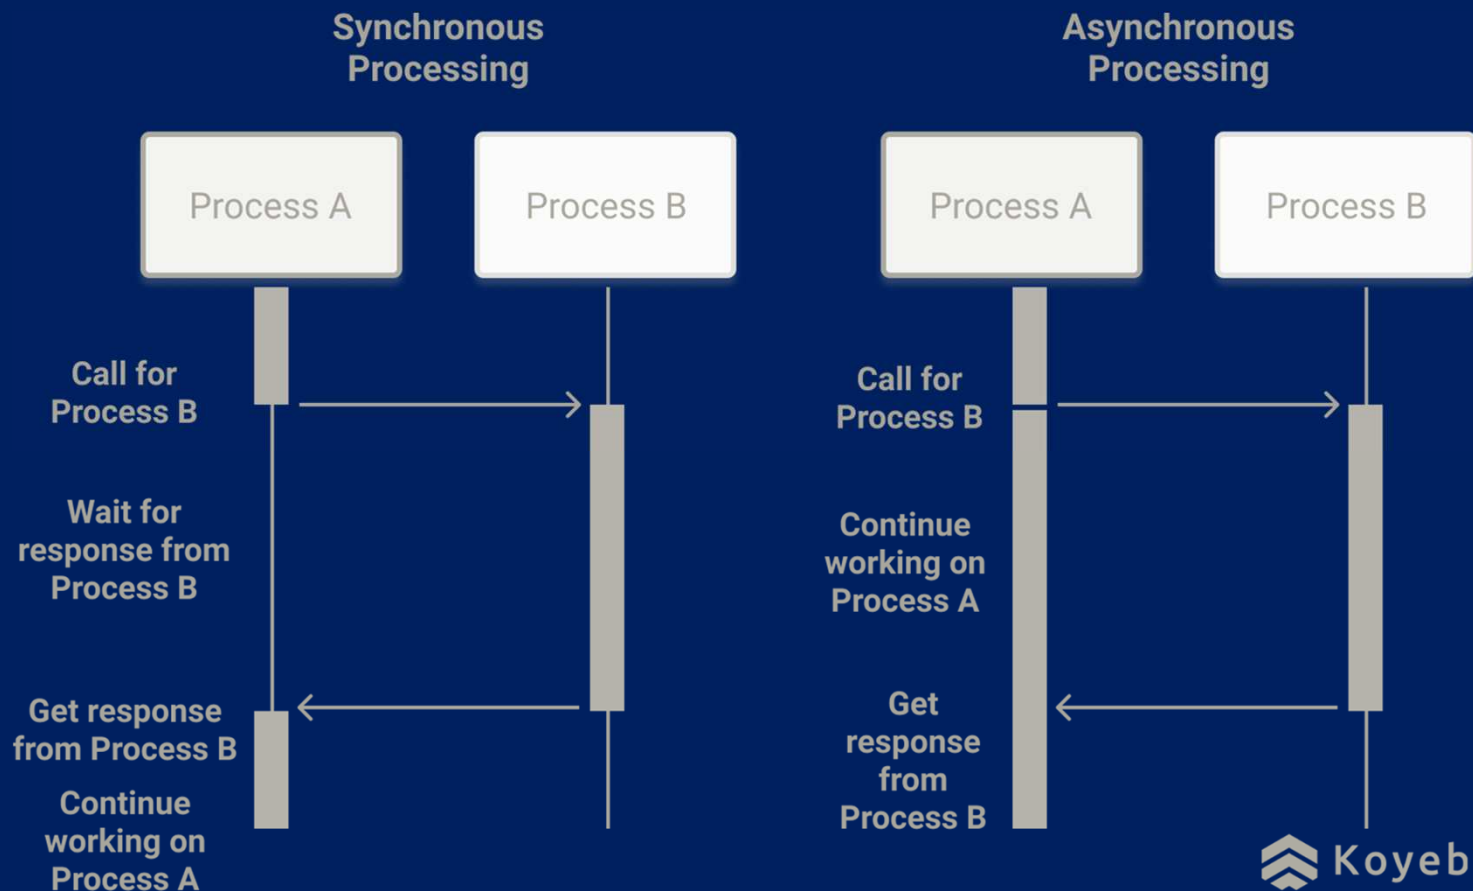 Synchronous
Processing
Process A
Process B
Call for
Process B
Wait for
response from
Process B
Get response
from Process B
Continue
working on
Process A
Asynchronous
Processing
Process A
Process B
Call for
Process B
Continue
working on
Process A
Get
response
from
Process B
Koyeb